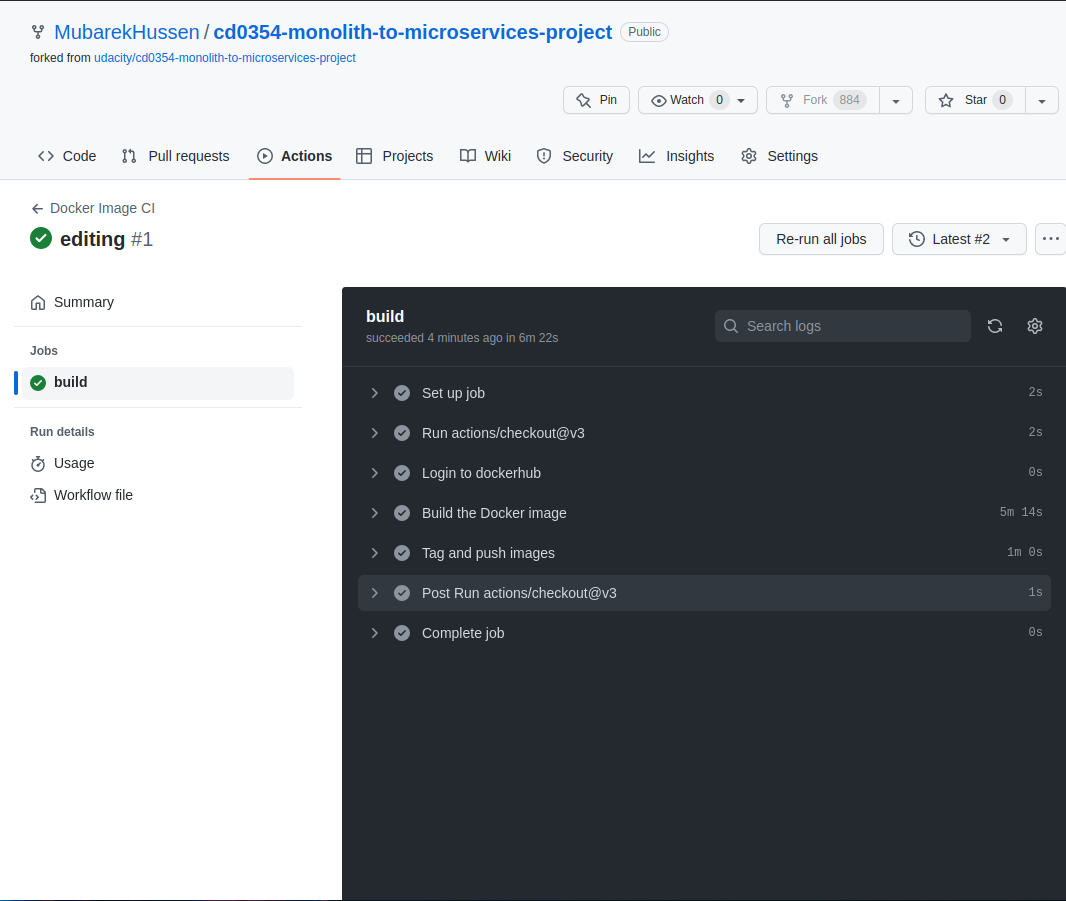 MubarekHussen / cd0354-monolith-to-microservices-project Public
forked from udacity/cd0354-monolith-to-microservices-project
Pin Watch 0 Fork 884 Star 0
Code Pull requests Actions Projects Wiki Security Insights Settings
Docker Image CI
editing #1
Re-run all jobs Latest #2
Summary
Jobs
build
Run details
Usage
Workflow file
build
succeeded 4 minutes ago in 6m 22s
Search logs
Set up job 2s
Run actions/checkout@v3 2s
Login to dockerhub 0s
Build the Docker image 5m 14s
Tag and push images 1m 0s
Post Run actions/checkout@v3 1s
Complete job 0s